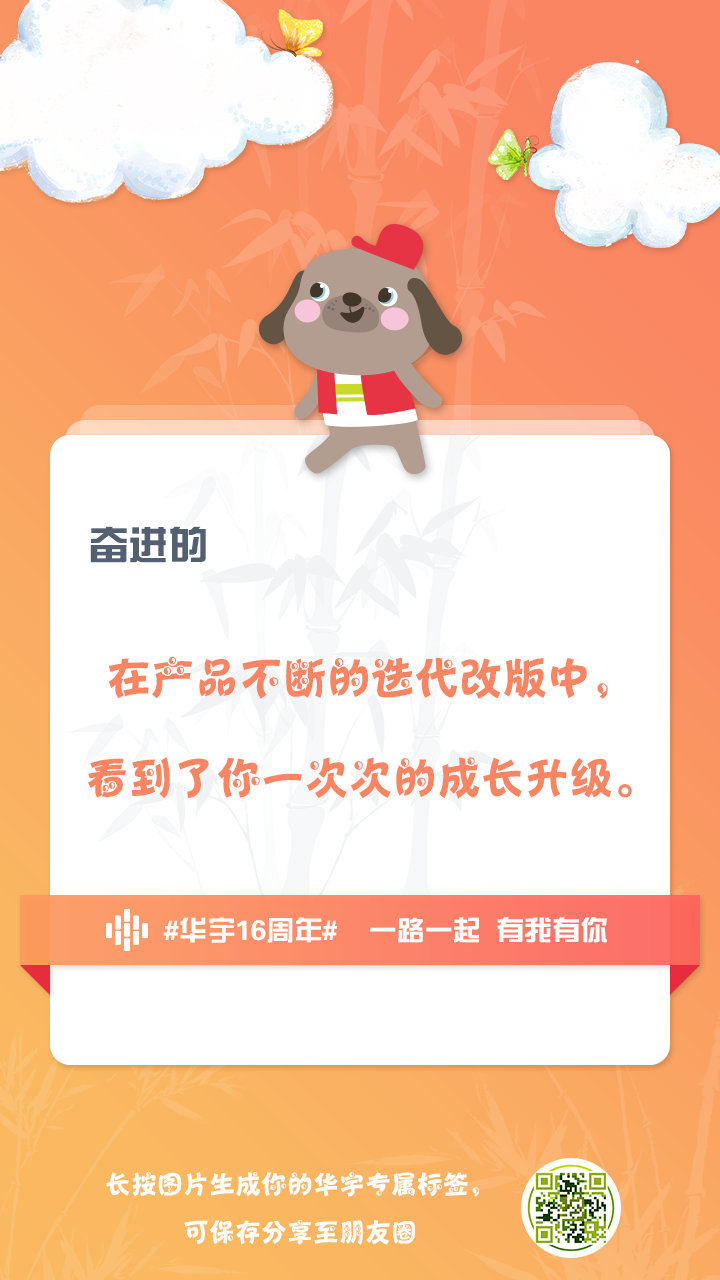 奋进的
在产品不断的迭代改版中，
看到了你一次次的成长升级。
#华宇16周年# 一路一起 有我有你
长按图片生成你的华宇专属标签，
可保存分享至朋友圈